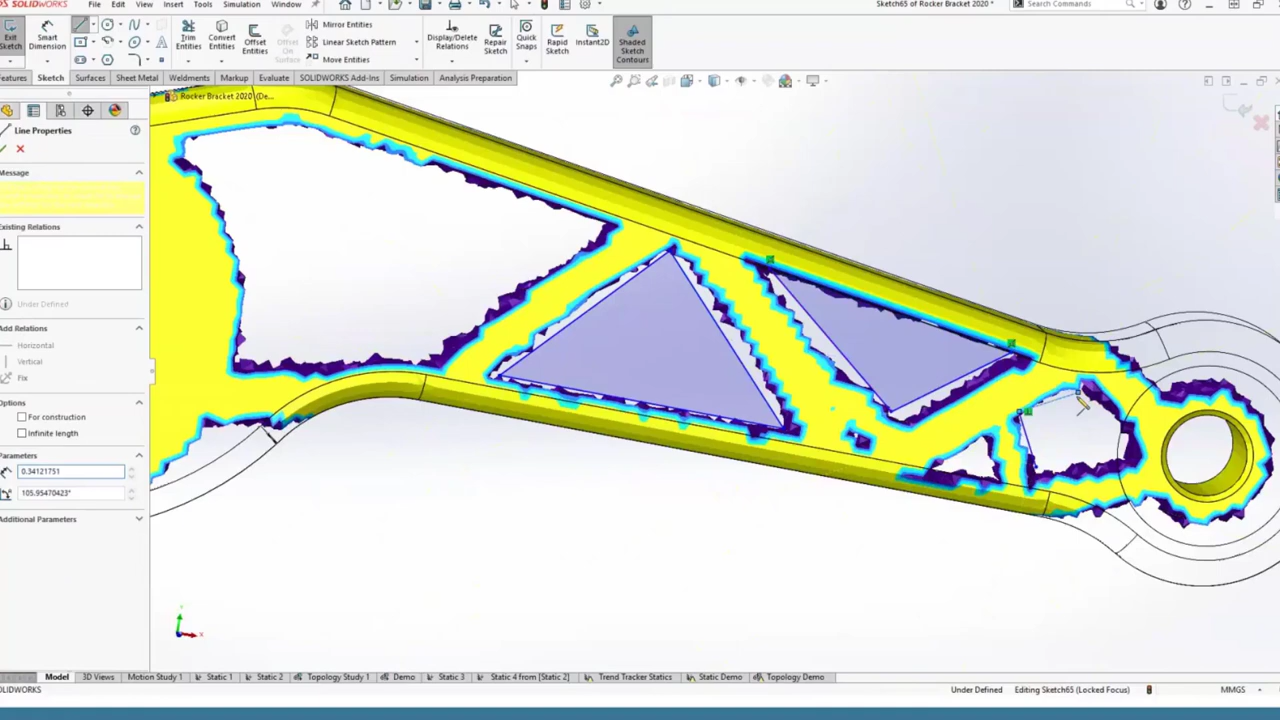 SOLIDWORKS File Edit View Insert Tools Simulation Window Sketch65 of Rocker Bracket 2020 * Search Commands
Exit Sketch Smart Dimension Trim Entities Convert Entities Offset Entities Offset On Surface Mirror Entities Linear Sketch Pattern Move Entities Display/Delete Relations Repair Sketch Quick Snaps Rapid Sketch Instant2D Shaded Sketch Contours
Features Sketch Surfaces Sheet Metal Weldments Markup Evaluate SOLIDWORKS Add-Ins Simulation Analysis Preparation
Rocker Bracket 2020 (De...
Line Properties
Message
Existing Relations
Under Defined
Add Relations
Horizontal
Vertical
Fix
Options
For construction
Infinite length
Parameters
0.34121751
105.95470423°
Additional Parameters
Y
X
Model 3D Views Motion Study 1 Static 1 Static 2 Topology Study 1 Demo Static 3 Static 4 from [Static 2] Trend Tracker Statics Static Demo Topology Demo
SOLIDWORKS Under Defined Editing Sketch65 (Locked Focus) MMGS